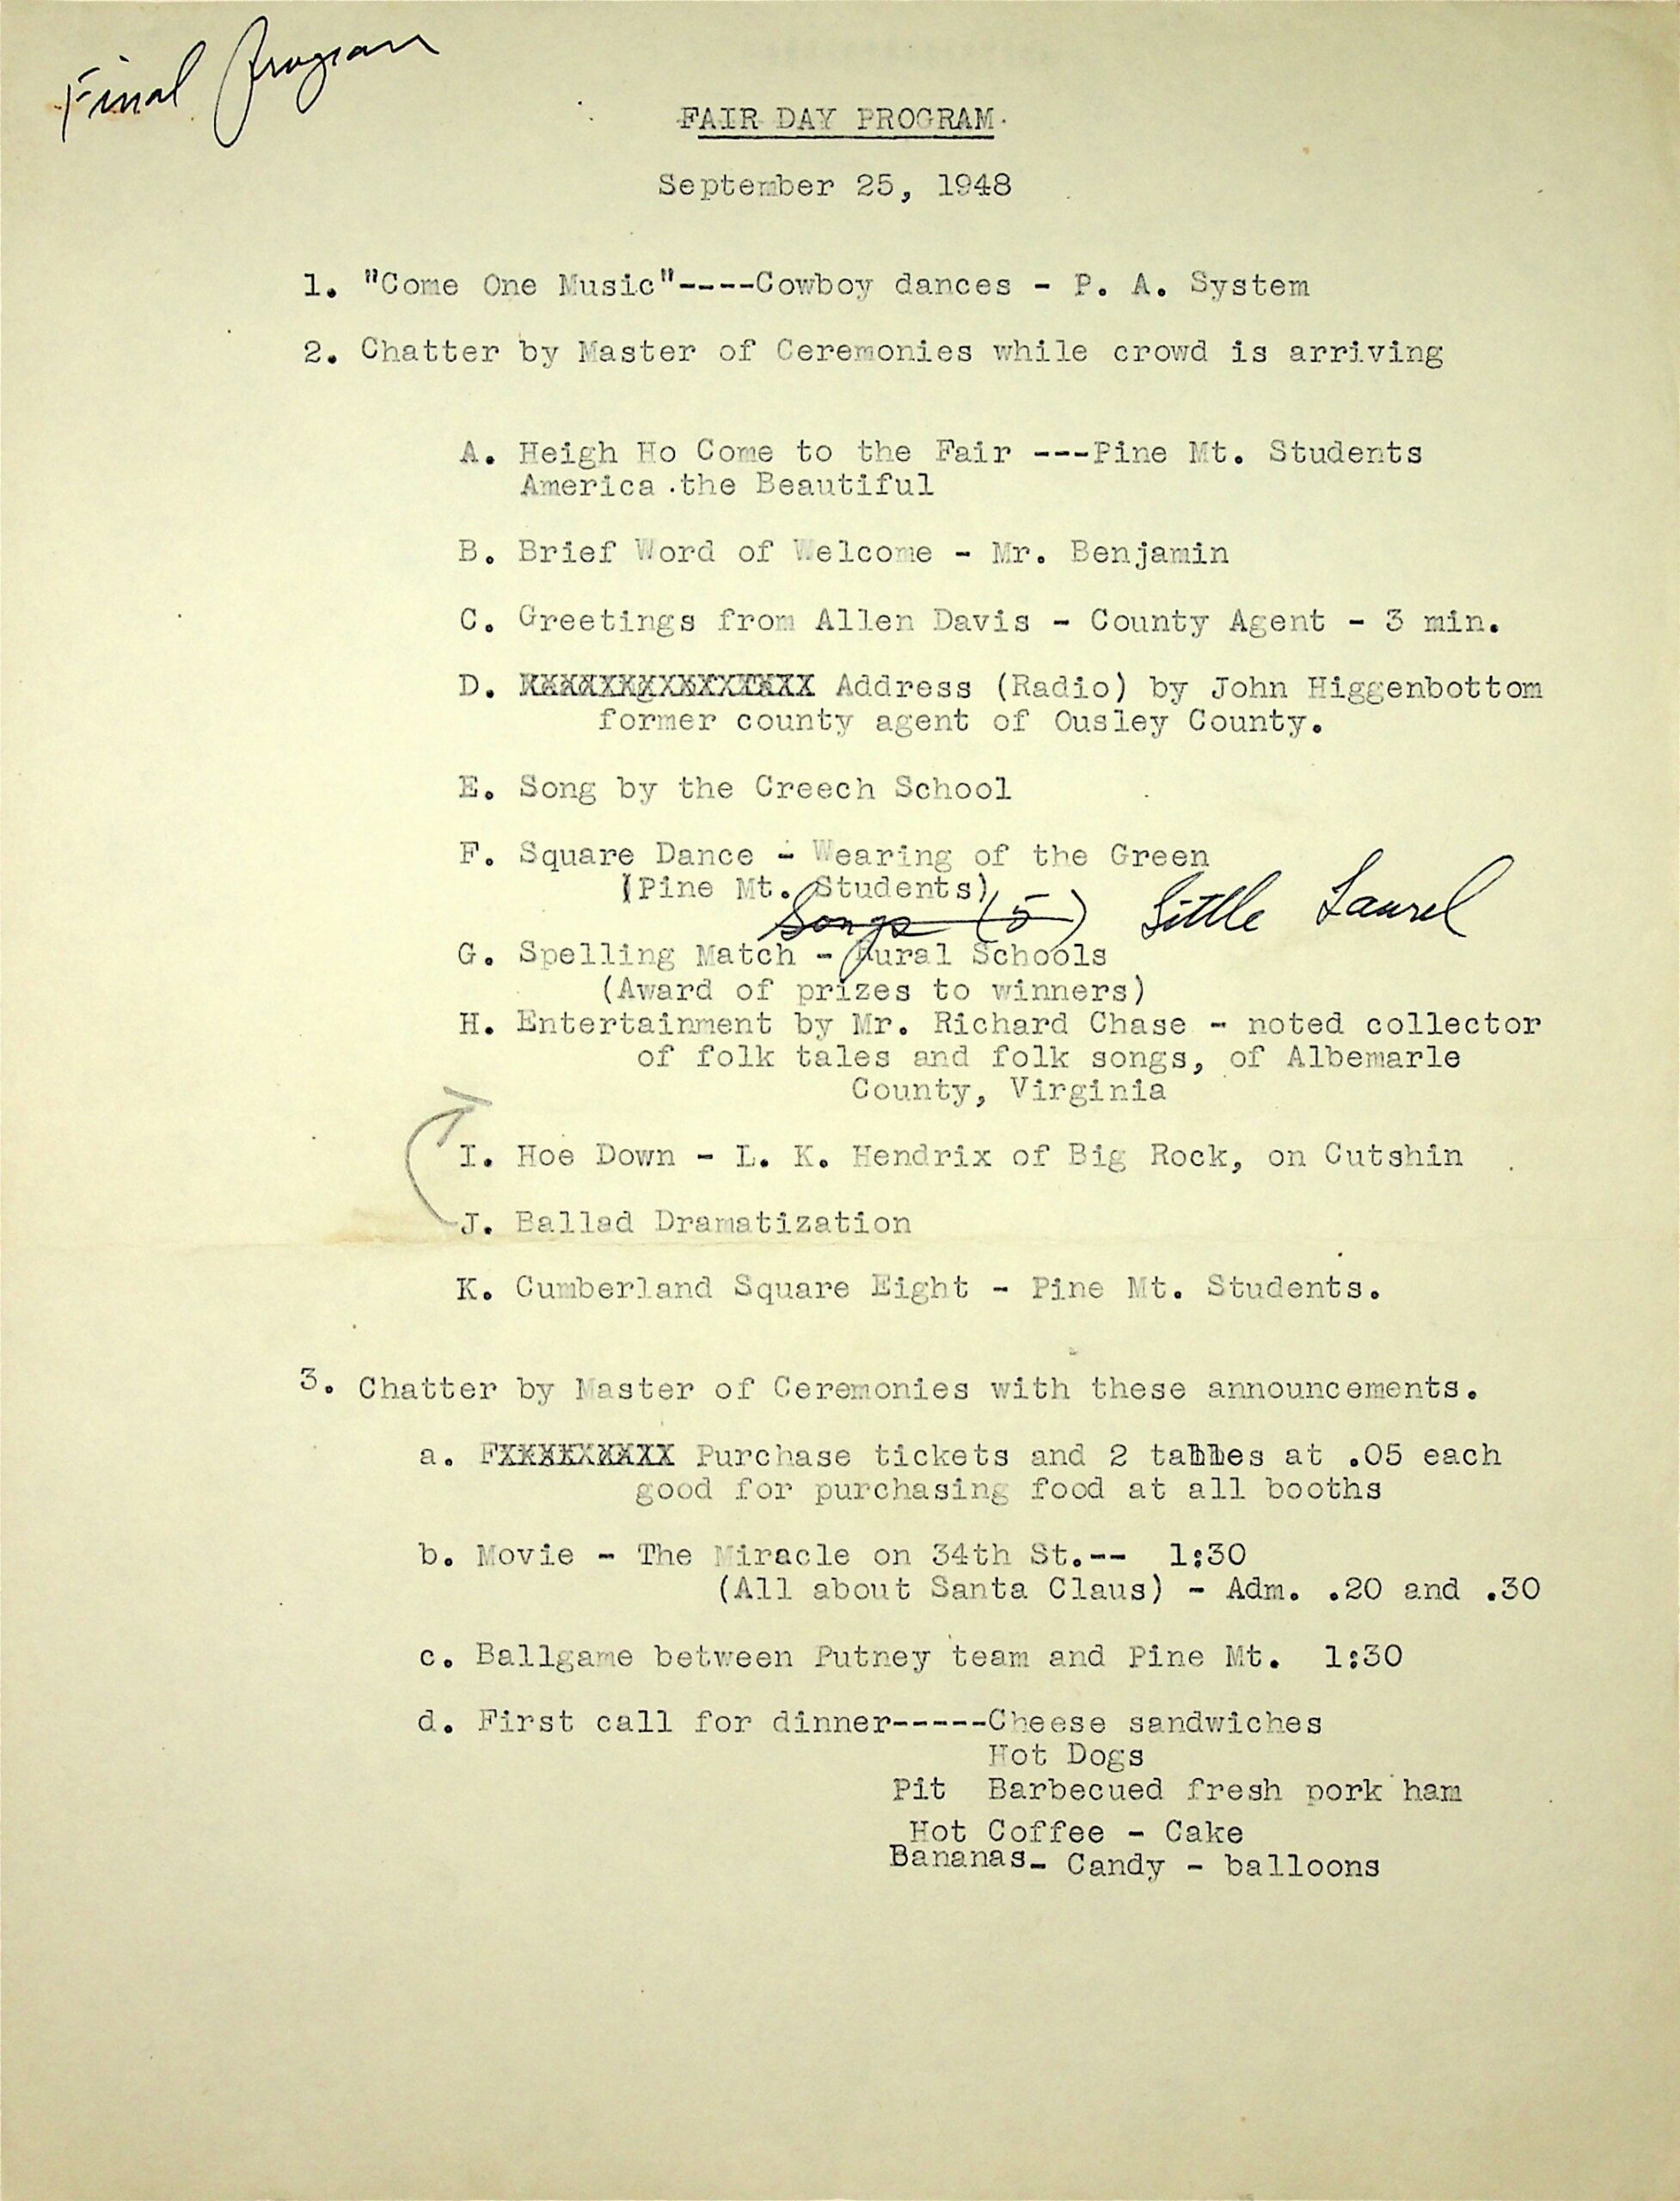 Final Program
FAIR DAY PROGRAM
September 25, 1948
1. "Come One Music"----Cowboy dances - P. A. System
2. Chatter by Master of Ceremonies while crowd is arriving
A. Heigh Ho Come to the Fair ---Pine Mt. Students
America the Beautiful
B. Brief Word of Welcome - Mr. Benjamin
C. Greetings from Allen Davis - County Agent - 3 min.
D. Address (Radio) by John Higgenbottom
former county agent of Ousley County.
E. Song by the Creech School
F. Square Dance - Wearing of the Green
(Pine Mt. Students)
Songs (5) Little Laurel
G. Spelling Match - Rural Schools
(Award of prizes to winners)
H. Entertainment by Mr. Richard Chase - noted collector
of folk tales and folk songs, of Albemarle
County, Virginia
I. Hoe Down - L. K. Hendrix of Big Rock, on Cutshin
J. Ballad Dramatization
K. Cumberland Square Eight - Pine Mt. Students.
3. Chatter by Master of Ceremonies with these announcements.
a. Purchase tickets and 2 tables at .05 each
good for purchasing food at all booths
b. Movie - The Miracle on 34th St.-- 1:30
(All about Santa Claus) - Adm. .20 and .30
c. Ballgame between Putney team and Pine Mt. 1:30
d. First call for dinner-----Cheese sandwiches
Hot Dogs
Pit Barbecued fresh pork ham
Hot Coffee - Cake
Bananas- Candy - balloons